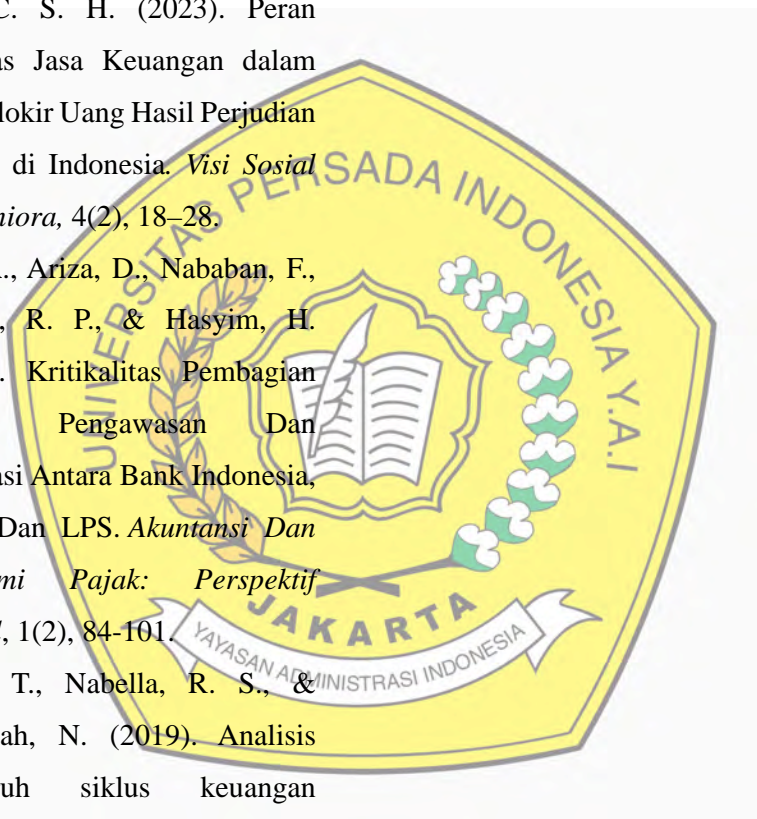 C. S. H. (2023). Peran
as Jasa Keuangan dalam
lokir Uang Hasil Perjudian
di Indonesia. Visi Sosial
niora, 4(2), 18–28.
., Ariza, D., Nababan, F.,
, R. P., & Hasyim, H.
. Kritikalitas Pembagian
Pengawasan Dan
asi Antara Bank Indonesia,
Dan LPS. Akuntansi Dan
mi Pajak: Perspektif
, 1(2), 84-101.
T., Nabella, R. S., &
ah, N. (2019). Analisis
uh siklus keuangan
UNIVERSITAS PERSADA INDONESIA Y.A.I
JAKARTA
YAYASAN ADMINISTRASI INDONESIA